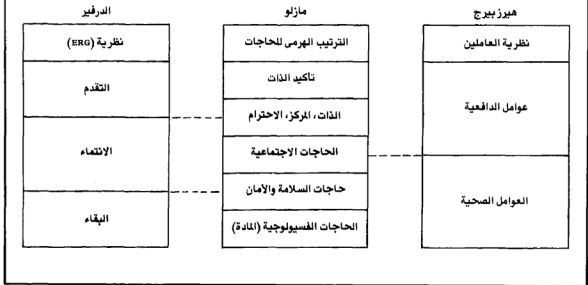 هيرزبيرج
نظرية العاملين
عوامل الدافعية
العوامل الصحية
مازلو
الترتيب الهرمى للحاجات
تأكيد الذات
الذات، المركز، الاحترام
الحاجات الاجتماعية
حاجات السلامة والأمان
الحاجات الفسيولوجية (المادة)
الدرفير
نظرية (ERG)
التقدم
الانتماء
البقاء